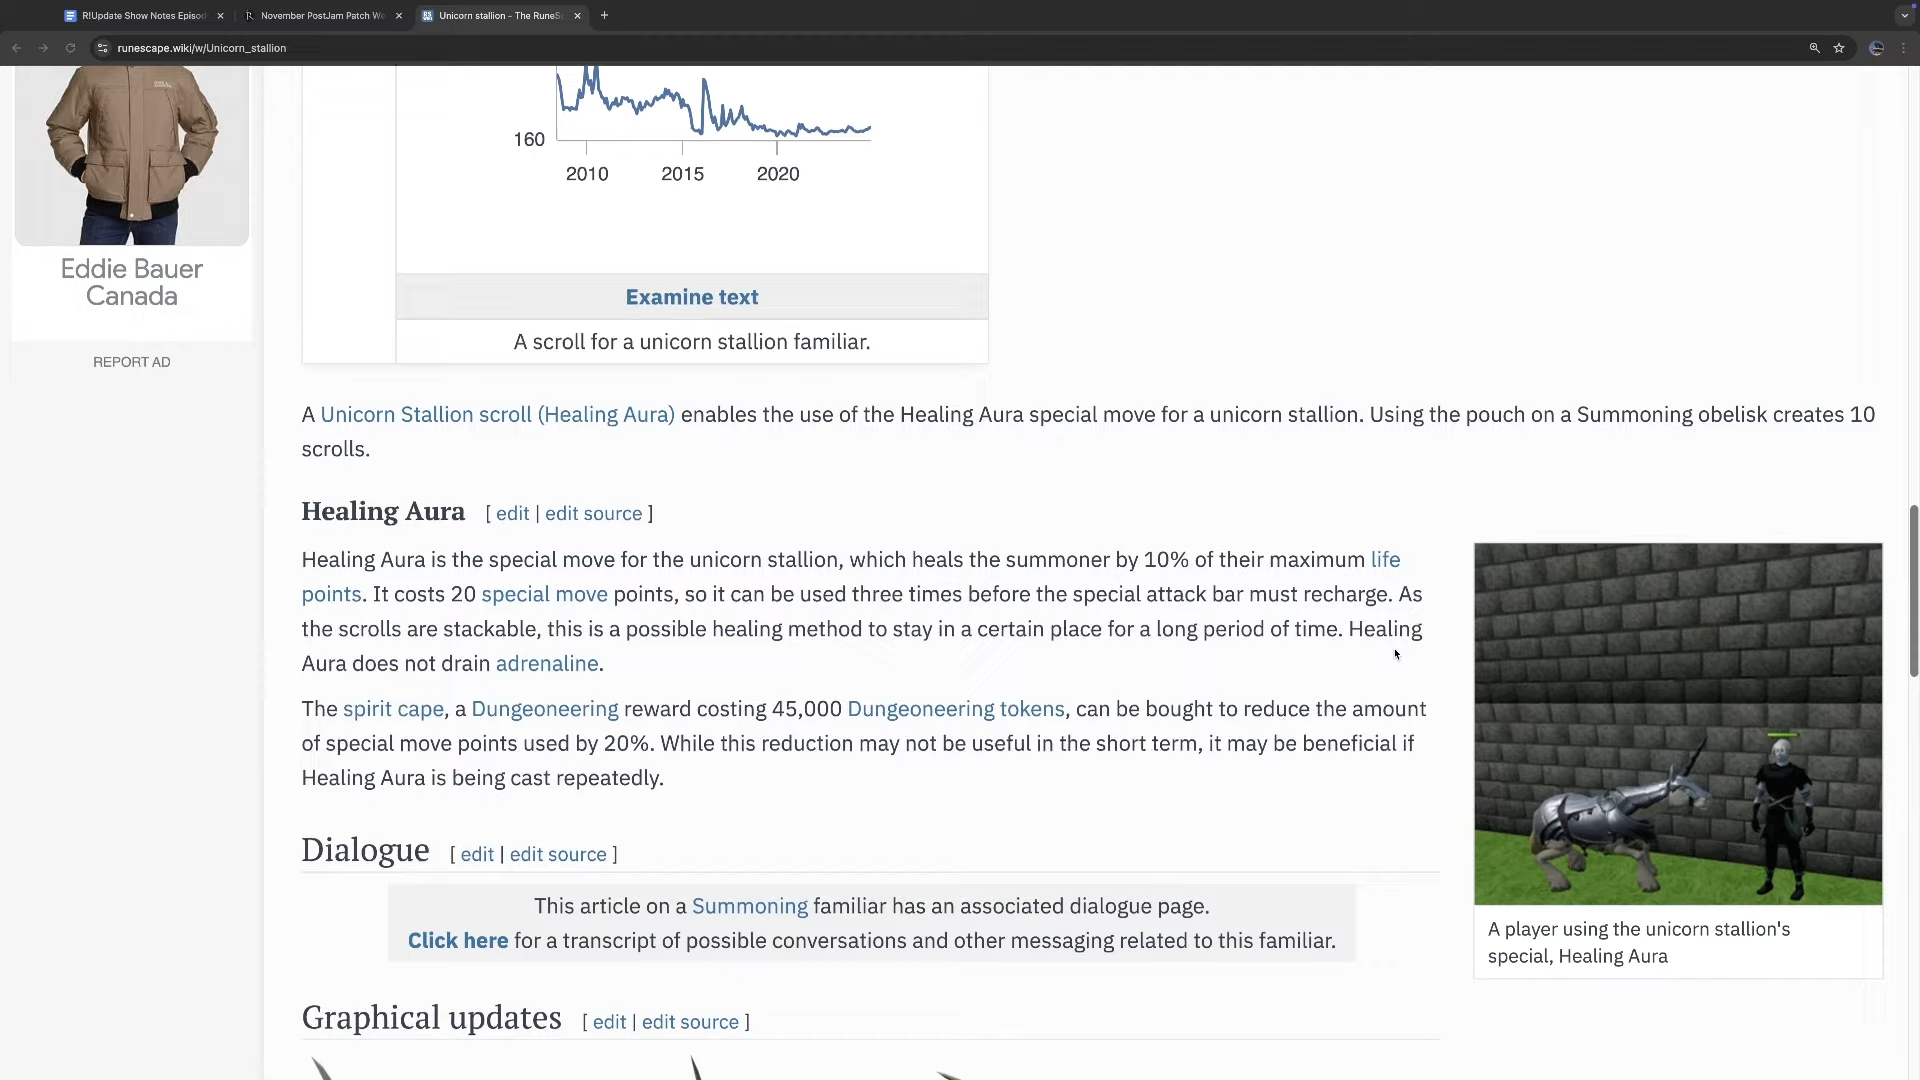 R!Update Show Notes Episod
November PostJam Patch We
Unicorn stallion - The RuneSc
runescape.wiki/w/Unicorn_stallion
160
2010 2015 2020
Eddie Bauer
Canada
REPORT AD
Examine text
A scroll for a unicorn stallion familiar.
A Unicorn Stallion scroll (Healing Aura) enables the use of the Healing Aura special move for a unicorn stallion. Using the pouch on a Summoning obelisk creates 10
scrolls.
Healing Aura [ edit | edit source ]
Healing Aura is the special move for the unicorn stallion, which heals the summoner by 10% of their maximum life
points. It costs 20 special move points, so it can be used three times before the special attack bar must recharge. As
the scrolls are stackable, this is a possible healing method to stay in a certain place for a long period of time. Healing
Aura does not drain adrenaline.
The spirit cape, a Dungeoneering reward costing 45,000 Dungeoneering tokens, can be bought to reduce the amount
of special move points used by 20%. While this reduction may not be useful in the short term, it may be beneficial if
Healing Aura is being cast repeatedly.
A player using the unicorn stallion's
special, Healing Aura
Dialogue [ edit | edit source ]
This article on a Summoning familiar has an associated dialogue page.
Click here for a transcript of possible conversations and other messaging related to this familiar.
Graphical updates [ edit | edit source ]